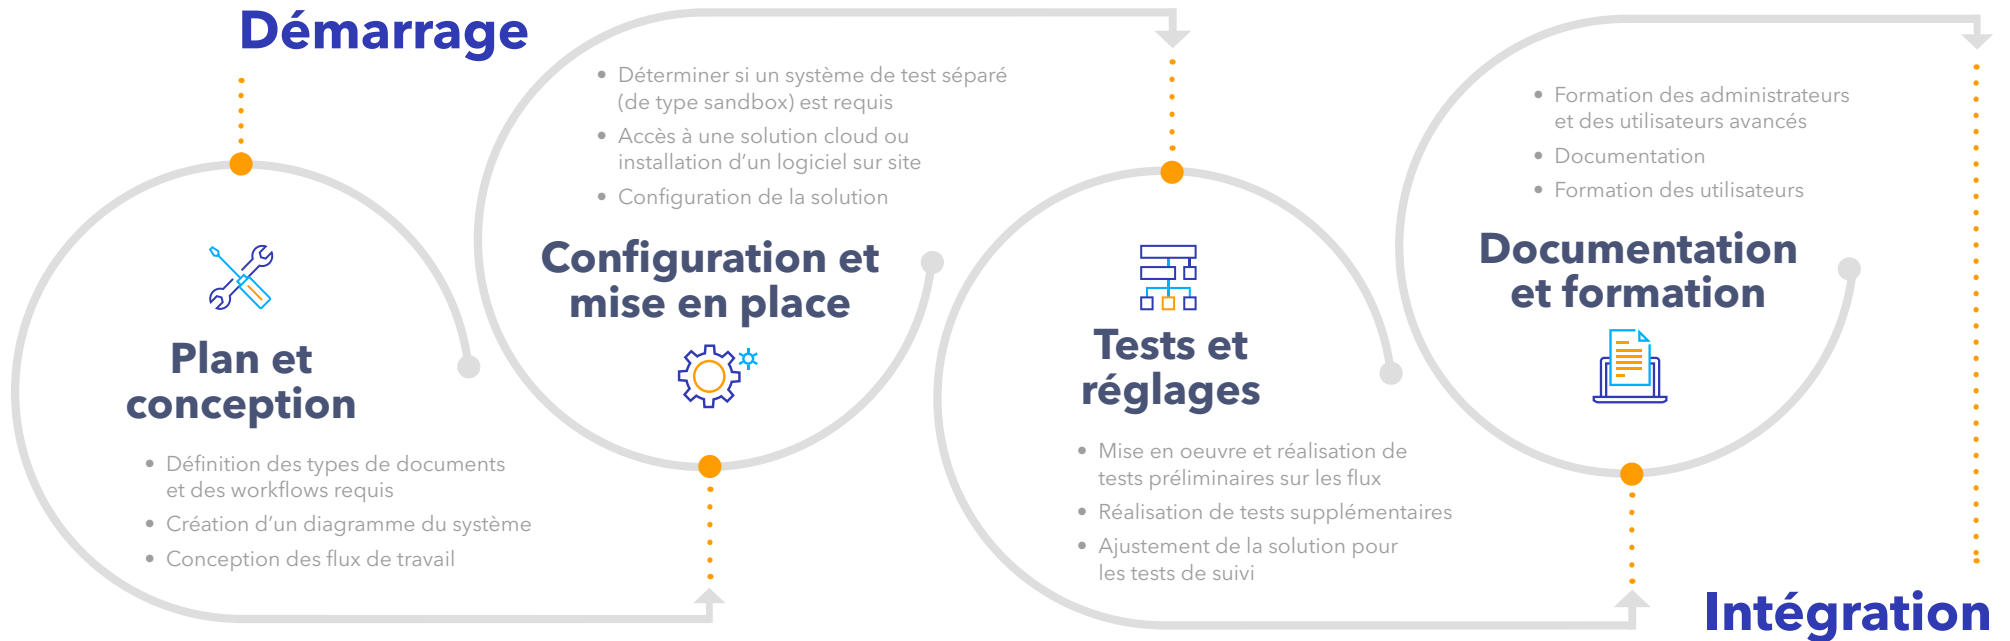 Démarrage
Plan et
conception
• Définition des types de documents
et des workflows requis
• Création d’un diagramme du système
• Conception des flux de travail
• Déterminer si un système de test séparé
(de type sandbox) est requis
• Accès à une solution cloud ou
installation d’un logiciel sur site
• Configuration de la solution
Configuration et
mise en place
Tests et
réglages
• Mise en oeuvre et réalisation de
tests préliminaires sur les flux
• Réalisation de tests supplémentaires
• Ajustement de la solution pour
les tests de suivi
• Formation des administrateurs
et des utilisateurs avancés
• Documentation
• Formation des utilisateurs
Documentation
et formation
Intégration